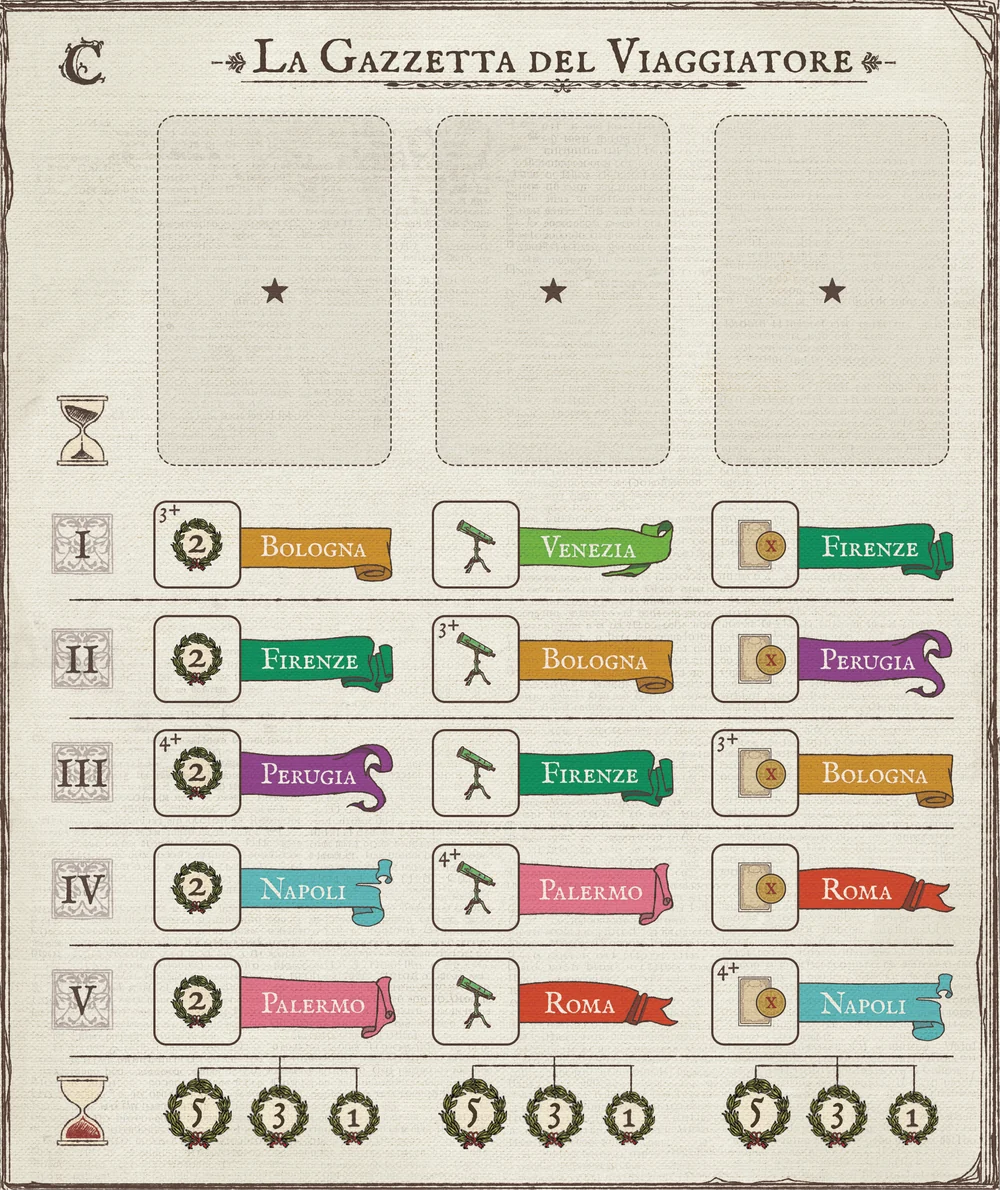 C
La Gazzetta del Viaggiatore
I 3+ 2 Bologna Venezia X Firenze
II 2 Firenze 3+ Bologna X Perugia
III 4+ 2 Perugia Firenze 3+ X Bologna
IV 2 Napoli 4+ Palermo X Roma
V 2 Palermo Roma 4+ X Napoli
5 3 1 5 3 1 5 3 1